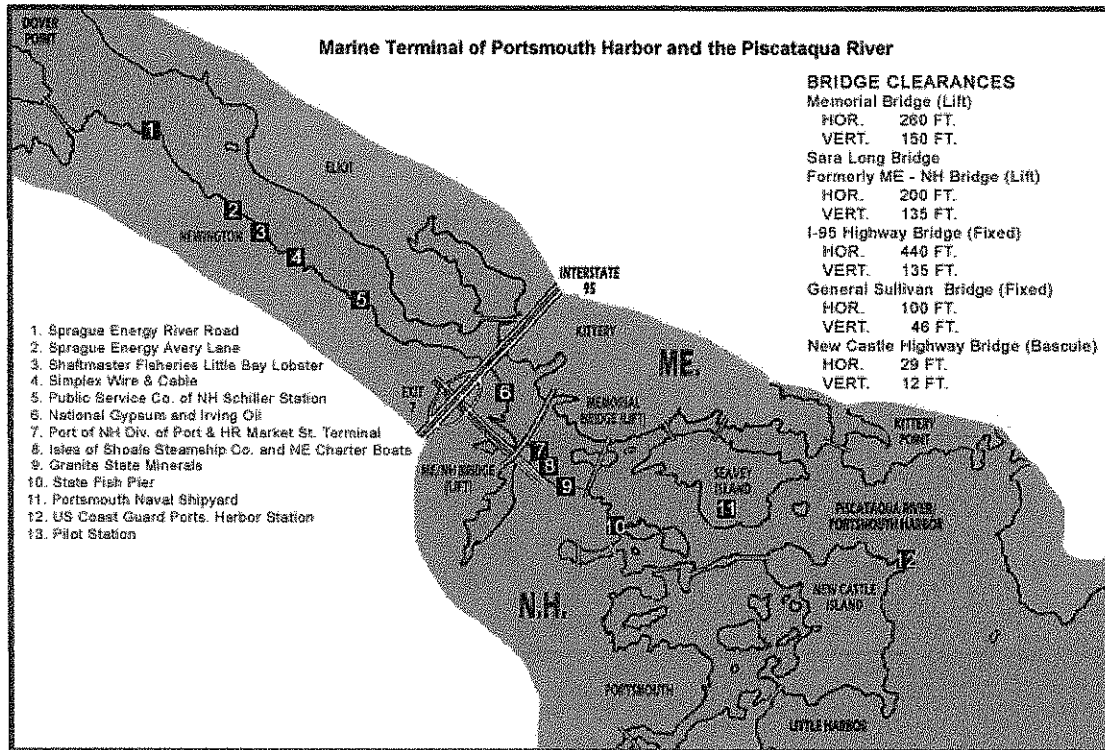 Marine Terminal of Portsmouth Harbor and the Piscataqua River
DOVER
POINT
BRIDGE CLEARANCES
Memorial Bridge (Lift)
HOR. 260 FT.
VERT. 150 FT.
Sara Long Bridge
Formerly ME - NH Bridge (Lift)
HOR. 200 FT.
VERT. 135 FT.
I-95 Highway Bridge (Fixed)
HOR. 440 FT.
VERT. 135 FT.
General Sullivan Bridge (Fixed)
HOR. 100 FT.
VERT. 46 FT.
New Castle Highway Bridge (Bascule)
HOR. 29 FT.
VERT. 12 FT.
1
ELIOT
2
NEWINGTON
3
4
5
INTERSTATE
95
KITTERY
ME.
1. Sprague Energy River Road
2. Sprague Energy Avery Lane
3. Shaftmaster Fisheries Little Bay Lobster
4. Simplex Wire & Cable
5. Public Service Co. of NH Schiller Station
6. National Gypsum and Irving Oil
7. Port of NH Div. of Port & HR Market St. Terminal
8. Isles of Shoals Steamship Co. and NE Charter Boats
9. Granite State Minerals
10. State Fish Pier
11. Portsmouth Naval Shipyard
12. US Coast Guard Ports. Harbor Station
13. Pilot Station
EXIT
7
6
MEMORIAL
BRIDGE (LIFT)
KITTERY
POINT
ME/NH BRIDGE
(LIFT)
7
8
9
SEAVEY
ISLAND
11
10
PISCATAQUA RIVER
PORTSMOUTH HARBOR
12
N.H.
NEW CASTLE
ISLAND
PORTSMOUTH
LITTLE HARBOR